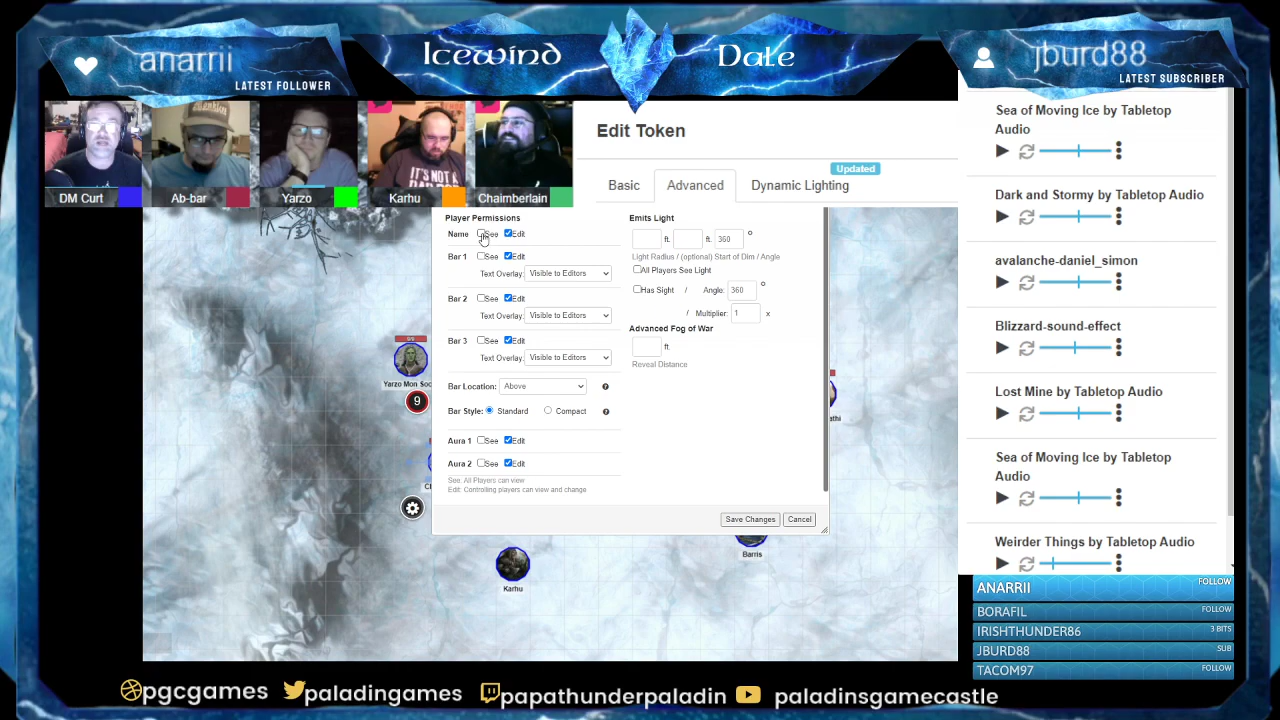 anarrii
LATEST FOLLOWER
Icewind Dale
jburd88
LATEST SUBSCRIBER
IT'S NOT
DM Curt
Ab-bar
Yarzo
Karhu
Chaimberlain
Edit Token
Updated
Basic
Advanced
Dynamic Lighting
Player Permissions
Name See Edit
Bar 1 See Edit
Text Overlay: Visible to Editors
Bar 2 See Edit
Text Overlay: Visible to Editors
Bar 3 See Edit
Text Overlay: Visible to Editors
Bar Location: Above ?
Bar Style: Standard Compact ?
Aura 1 See Edit
Aura 2 See Edit
See: All Players can view
Edit: Controlling players can view and change
Emits Light
ft. ft. 360 °
Light Radius / (optional) Start of Dim / Angle
All Players See Light
Has Sight / Angle: 360 °
/ Multiplier: 1 x
Advanced Fog of War
ft.
Reveal Distance
Save Changes
Cancel
Yarzo Mon Soc
9
athi
Barris
Karhu
Sea of Moving Ice by Tabletop
Audio
Dark and Stormy by Tabletop Audio
avalanche-daniel_simon
Blizzard-sound-effect
Lost Mine by Tabletop Audio
Sea of Moving Ice by Tabletop
Audio
Weirder Things by Tabletop Audio
ANARRII FOLLOW
BORAFIL FOLLOW
IRISHTHUNDER86 3 BITS
JBURD88 SUB
TACOM97 FOLLOW
pgcgames
paladingames
papathunderpaladin
paladinsgamecastle